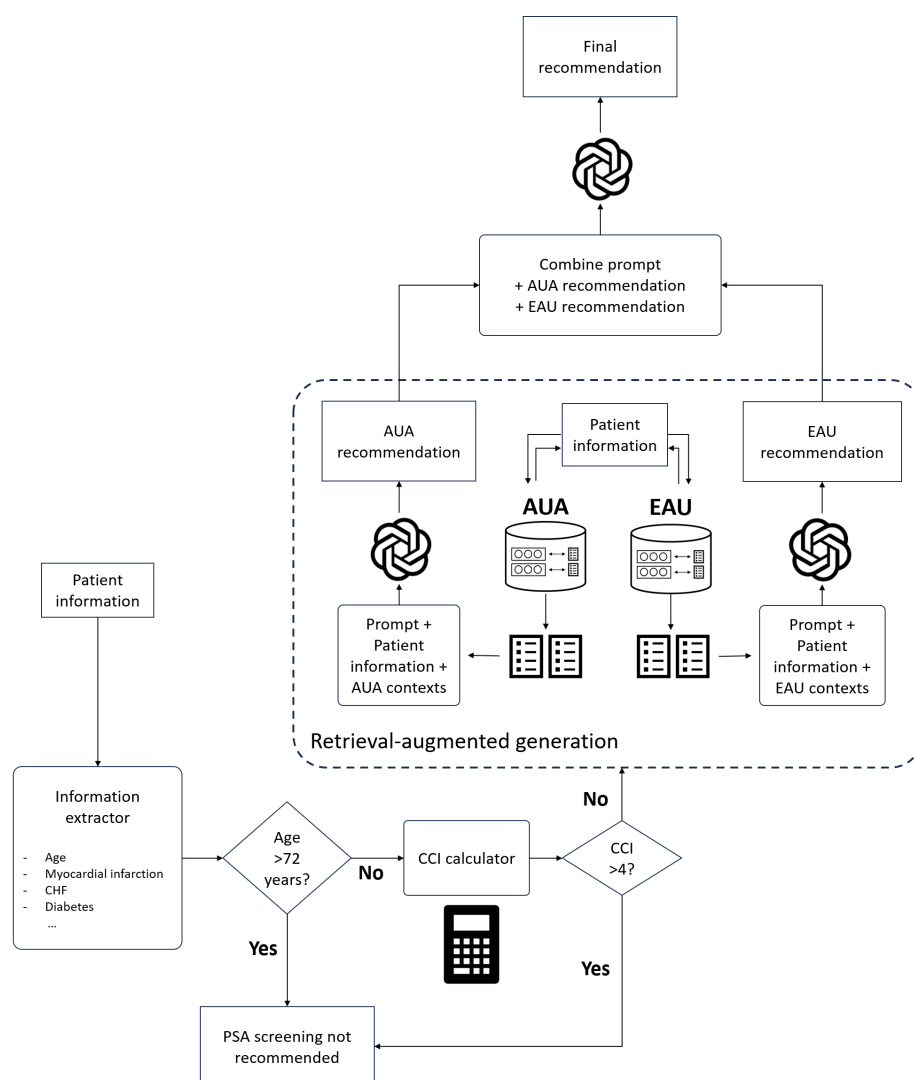 Final
recommendation
Combine prompt
+ AUA recommendation
+ EAU recommendation
AUA
recommendation
Patient
information
EAU
recommendation
AUA
EAU
Patient
information
Prompt +
Patient
information +
AUA contexts
Prompt +
Patient
information +
EAU contexts
Retrieval-augmented generation
Information
extractor
- Age
- Myocardial infarction
- CHF
- Diabetes
...
Age
>72
years?
No
CCI calculator
CCI
>4?
No
Yes
Yes
PSA screening not
recommended